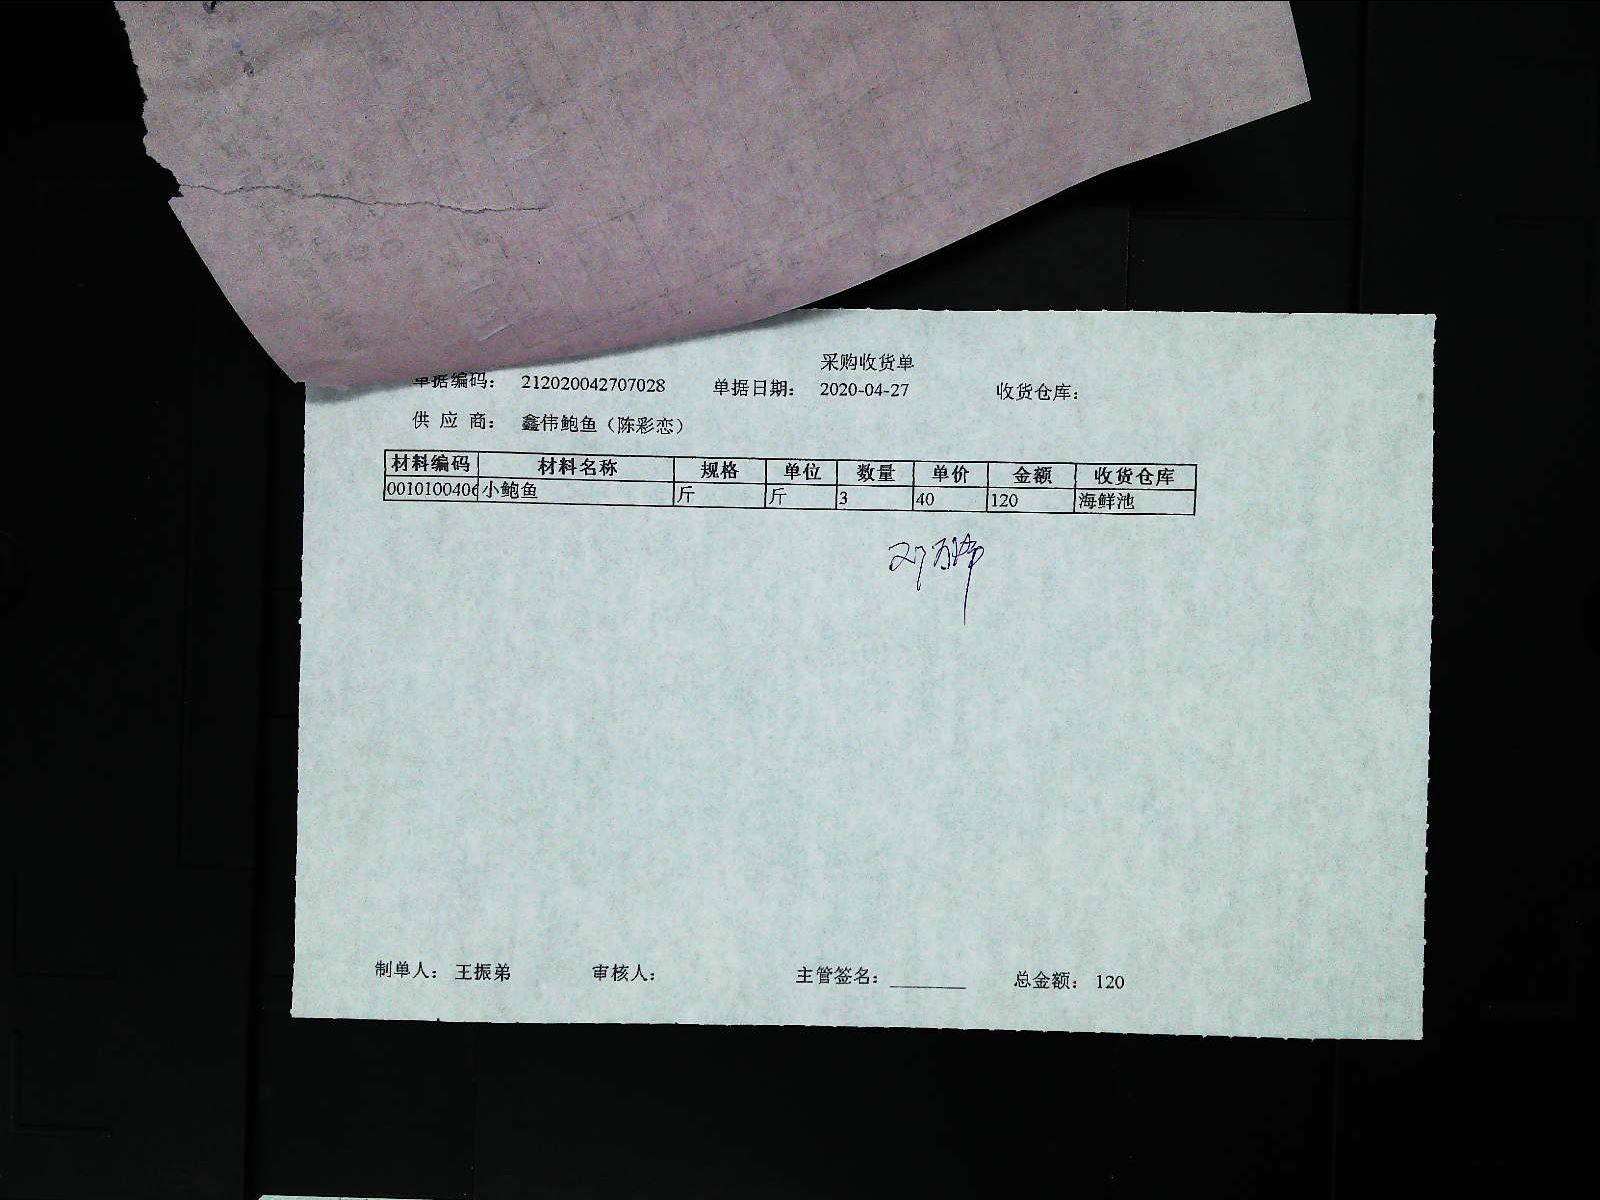 采购收货单
单据编码： 212020042707028 单据日期： 2020-04-27 收货仓库：
供 应 商： 鑫伟鲍鱼（陈彩恋）
材料编码 材料名称 规格 单位 数量 单价 金额 收货仓库
0010100406 小鲍鱼 斤 斤 3 40 120 海鲜池
制单人： 王振弟 审核人： 主管签名： 总金额： 120